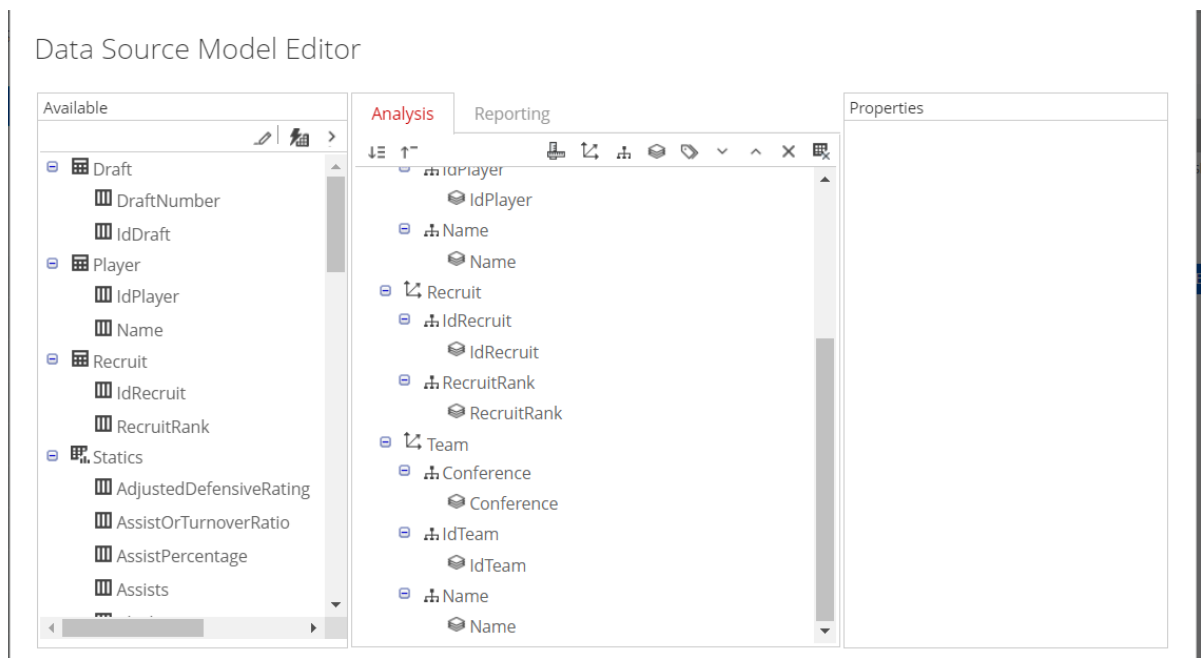 Data Source Model Editor
Available
Draft
DraftNumber
IdDraft
Player
IdPlayer
Name
Recruit
IdRecruit
RecruitRank
Statics
AdjustedDefensiveRating
AssistOrTurnoverRatio
AssistPercentage
Assists
Analysis
Reporting
IdPlayer
IdPlayer
Name
Name
Recruit
IdRecruit
IdRecruit
RecruitRank
RecruitRank
Team
Conference
Conference
IdTeam
IdTeam
Name
Name
Properties